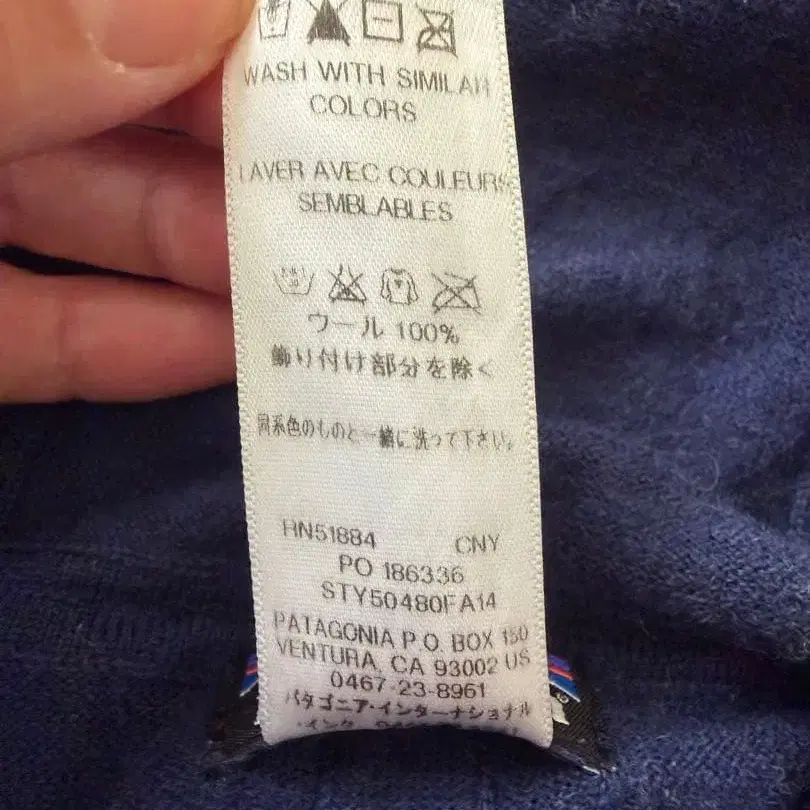 WASH WITH SIMILAR
COLORS
LAVER AVEC COULEURS
SEMBLABLES
ウール 100%
飾り付け部分を除く
同系色のものと一緒に洗って下さい。
HN51884 CNY
PO 186336
STY50480FA14
PATAGONIA P.O. BOX 150
VENTURA, CA 93002 US
0467-23-8961
パタゴニア・インターナショナル
・インク